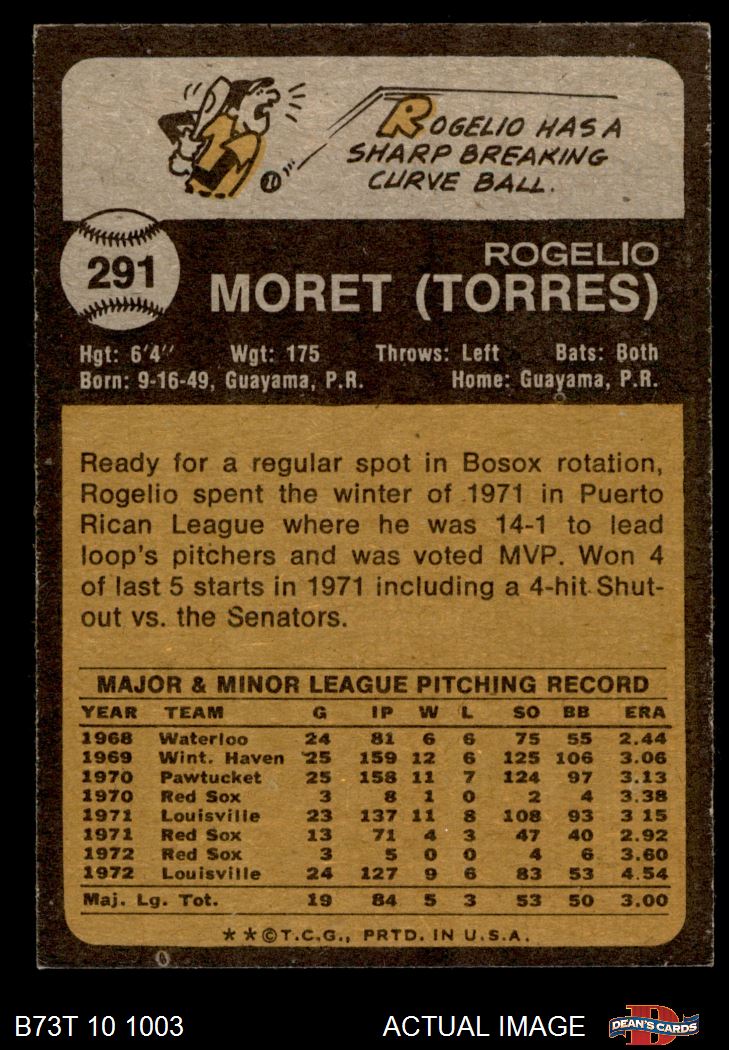 ROGELIO HAS A
SHARP BREAKING
CURVE BALL.
291
ROGELIO
MORET (TORRES)
Hgt: 6'4" Wgt: 175 Throws: Left Bats: Both
Born: 9-16-49, Guayama, P.R. Home: Guayama, P.R.
Ready for a regular spot in Bosox rotation,
Rogelio spent the winter of 1971 in Puerto
Rican League where he was 14-1 to lead
loop's pitchers and was voted MVP. Won 4
of last 5 starts in 1971 including a 4-hit Shut-
out vs. the Senators.
MAJOR & MINOR LEAGUE PITCHING RECORD
YEAR TEAM G IP W L SO BB ERA
1968 Waterloo 24 81 6 6 75 55 2.44
1969 Wint. Haven 25 159 12 6 125 106 3.06
1970 Pawtucket 25 158 11 7 124 97 3.13
1970 Red Sox 3 8 1 0 2 4 3.38
1971 Louisville 23 137 11 8 108 93 3 15
1971 Red Sox 13 71 4 3 47 40 2.92
1972 Red Sox 3 5 0 0 4 6 3.60
1972 Louisville 24 127 9 6 83 53 4.54
Maj. Lg. Tot. 19 84 5 3 53 50 3.00
**©T.C.G., PRTD. IN U.S.A.
B73T 10 1003 ACTUAL IMAGE D DEAN'S CARDS